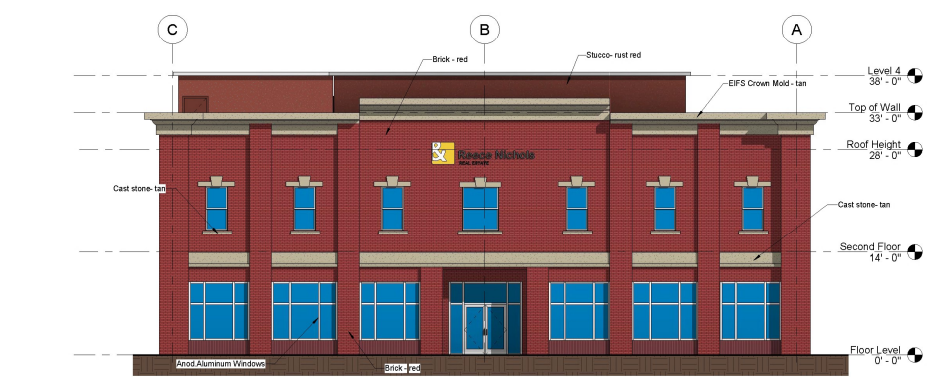 C
B
A
Brick - red
Stucco- rust red
Level 4
38' - 0"
EIFS Crown Mold - tan
Top of Wall
33' - 0"
Roof Height
28' - 0"
& Reece Nichols
REAL ESTATE
Cast stone- tan
Cast stone- tan
Second Floor
14' - 0"
Floor Level
0' - 0"
Anod.Aluminum Windows
Brick - red